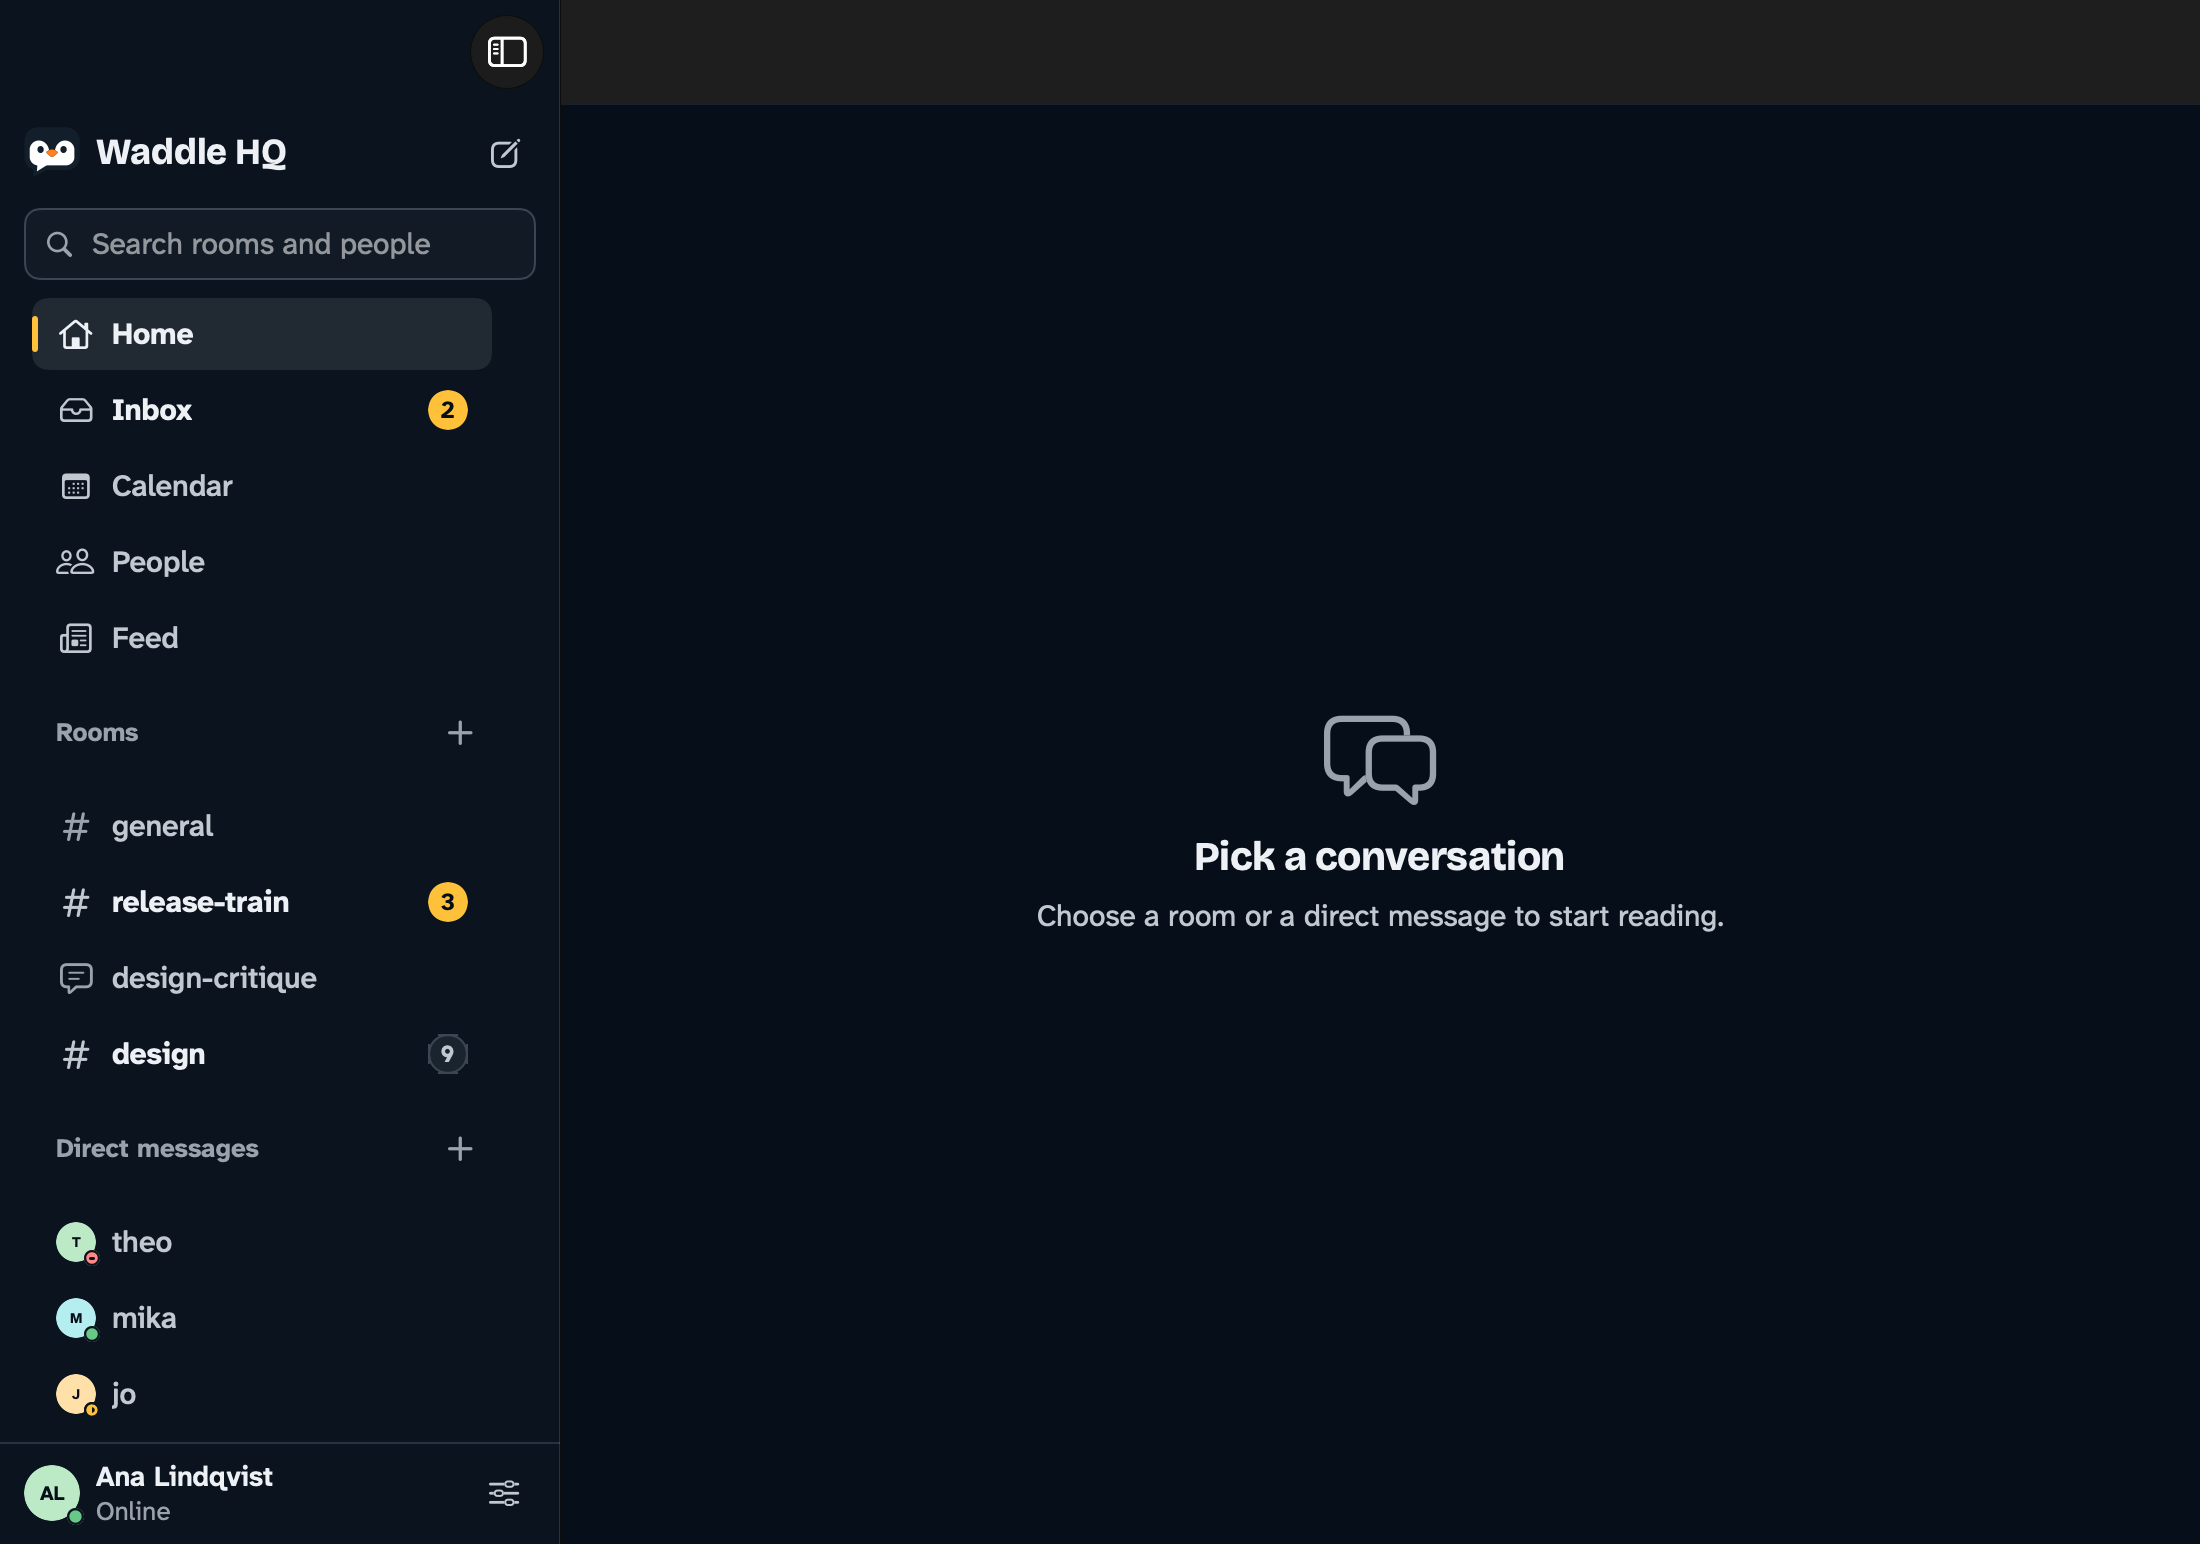 Waddle HQ
Search rooms and people
Home
Inbox 2
Calendar
People
Feed
Rooms
general
release-train 3
design-critique
design 9
Direct messages
T theo
M mika
J jo
AL Ana Lindqvist
Online
Pick a conversation
Choose a room or a direct message to start reading.